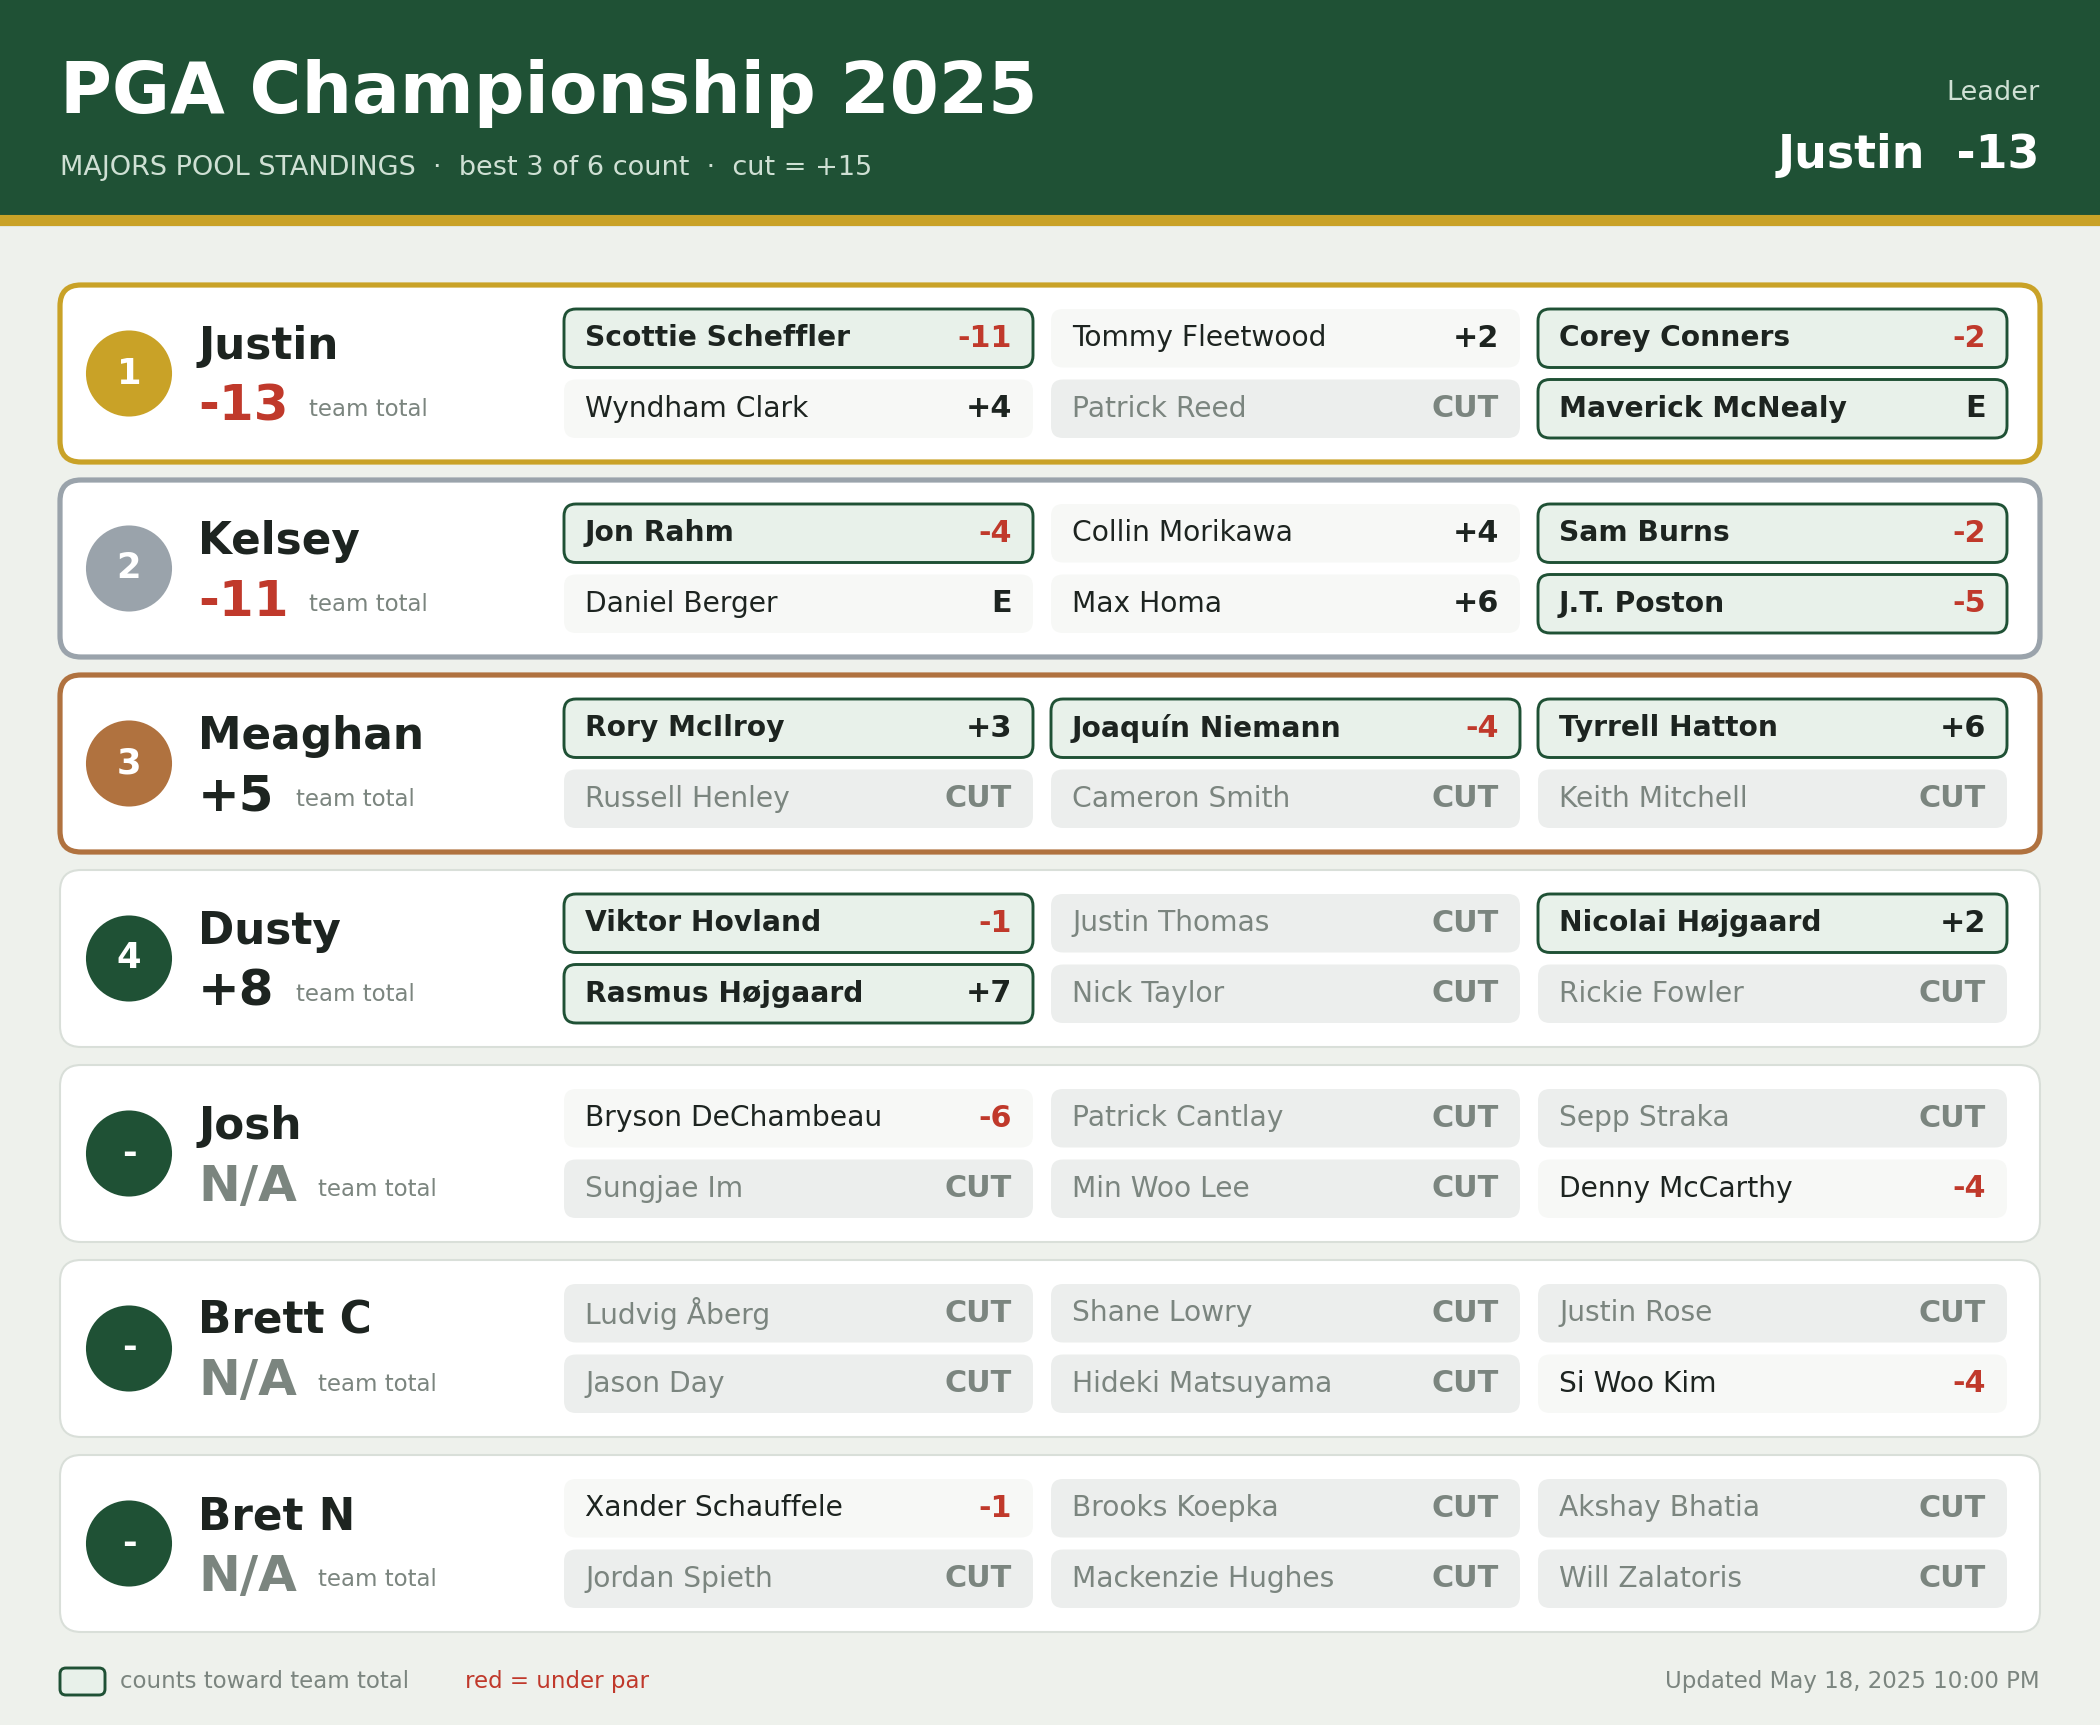 PGA Championship 2025
MAJORS POOL STANDINGS · best 3 of 6 count · cut = +15
Leader
Justin -13
1
Justin
-13 team total
Scottie Scheffler -11
Tommy Fleetwood +2
Corey Conners -2
Wyndham Clark +4
Patrick Reed CUT
Maverick McNealy E
2
Kelsey
-11 team total
Jon Rahm -4
Collin Morikawa +4
Sam Burns -2
Daniel Berger E
Max Homa +6
J.T. Poston -5
3
Meaghan
+5 team total
Rory McIlroy +3
Joaquín Niemann -4
Tyrrell Hatton +6
Russell Henley CUT
Cameron Smith CUT
Keith Mitchell CUT
4
Dusty
+8 team total
Viktor Hovland -1
Justin Thomas CUT
Nicolai Højgaard +2
Rasmus Højgaard +7
Nick Taylor CUT
Rickie Fowler CUT
-
Josh
N/A team total
Bryson DeChambeau -6
Patrick Cantlay CUT
Sepp Straka CUT
Sungjae Im CUT
Min Woo Lee CUT
Denny McCarthy -4
-
Brett C
N/A team total
Ludvig Åberg CUT
Shane Lowry CUT
Justin Rose CUT
Jason Day CUT
Hideki Matsuyama CUT
Si Woo Kim -4
-
Bret N
N/A team total
Xander Schauffele -1
Brooks Koepka CUT
Akshay Bhatia CUT
Jordan Spieth CUT
Mackenzie Hughes CUT
Will Zalatoris CUT
counts toward team total red = under par
Updated May 18, 2025 10:00 PM